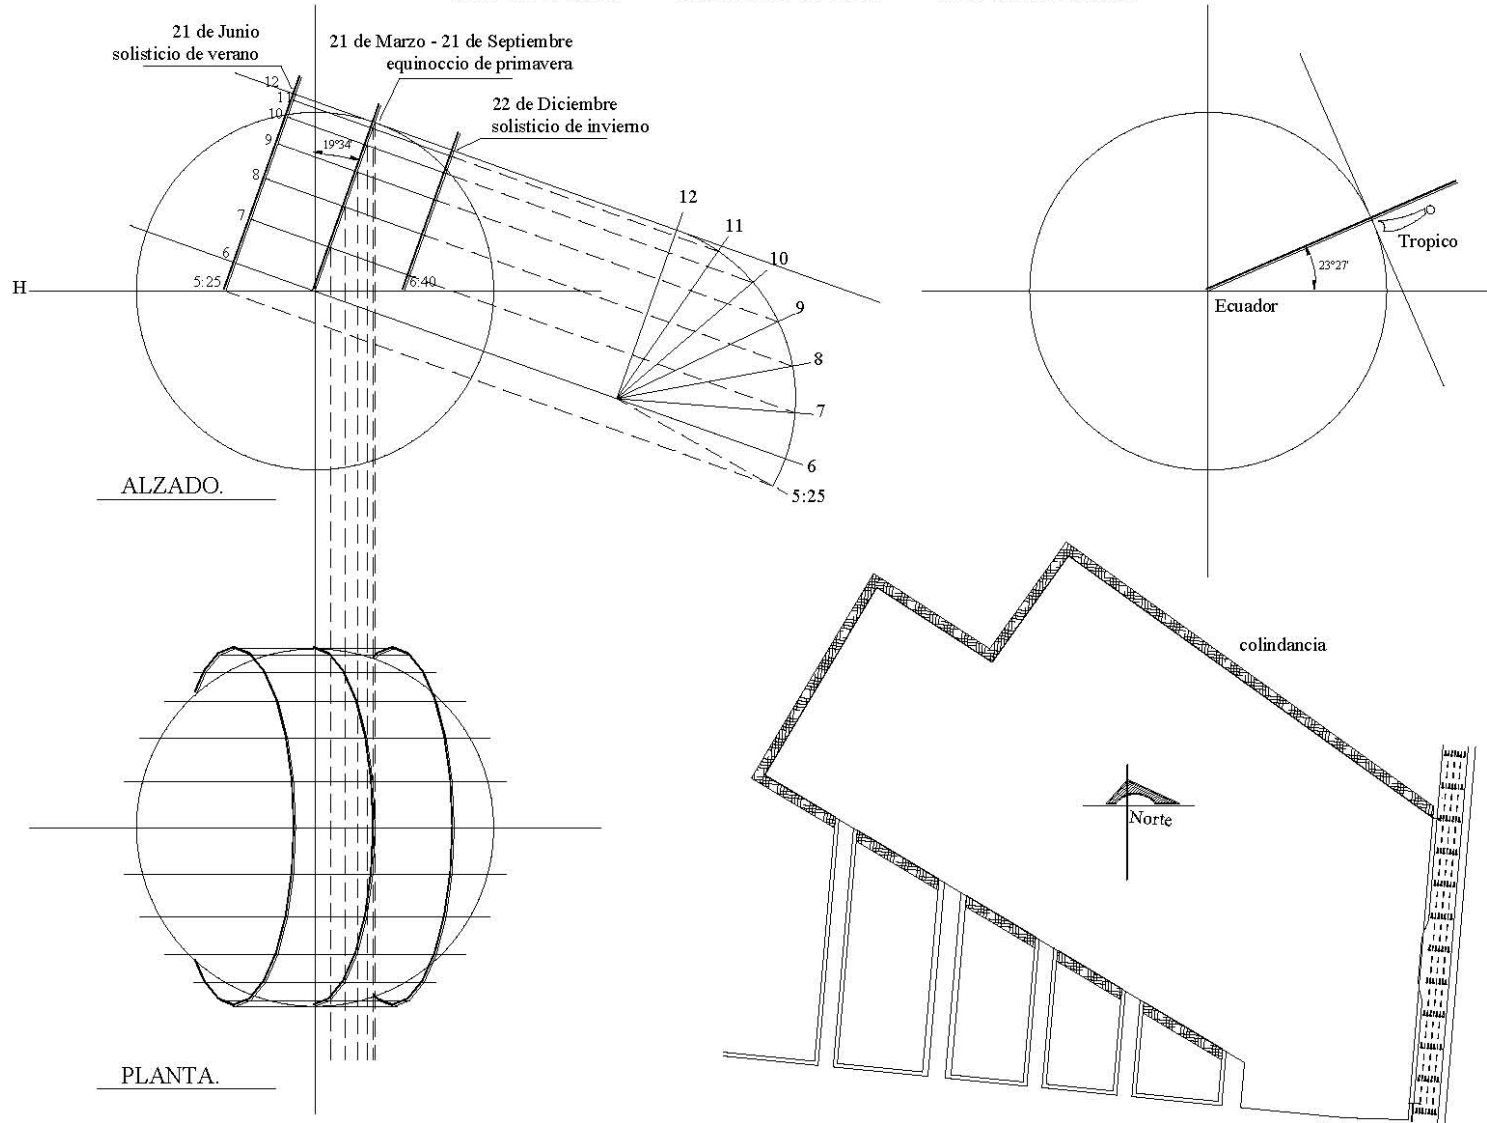 21 de Junio
solisticio de verano
21 de Marzo - 21 de Septiembre
equinoccio de primavera
22 de Diciembre
solisticio de invierno
12
11
10
9
8
7
6
5:25
19°34'
6:40
H
12
11
10
9
8
7
6
5:25
ALZADO.
Tropico
23°27'
Ecuador
colindancia
Norte
PLANTA.